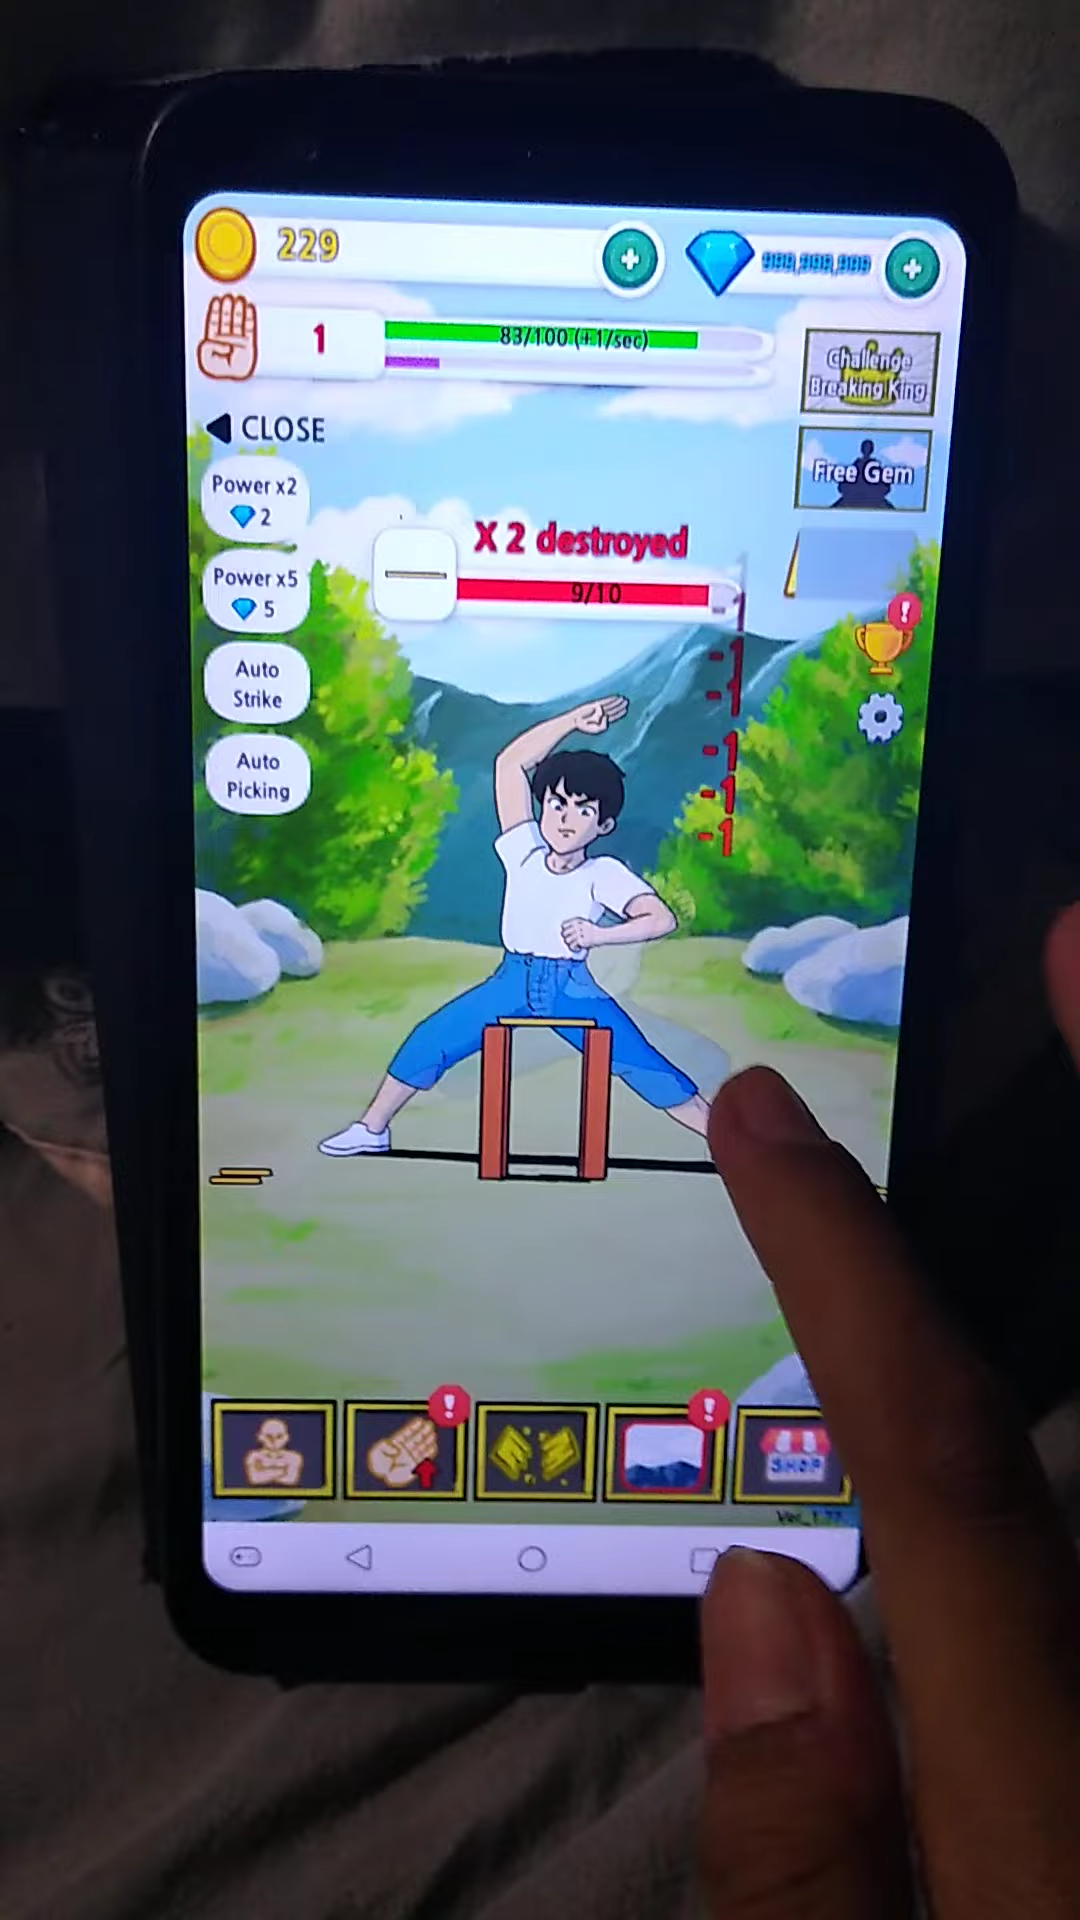 229
999,999,999
1
83/100 (+1/sec)
Challenge
Breaking King
CLOSE
Free Gem
Power x2
2
X 2 destroyed
Power x5
5
9/10
Auto
Strike
-1
-1
-1
-1
-1
Auto
Picking
SHOP